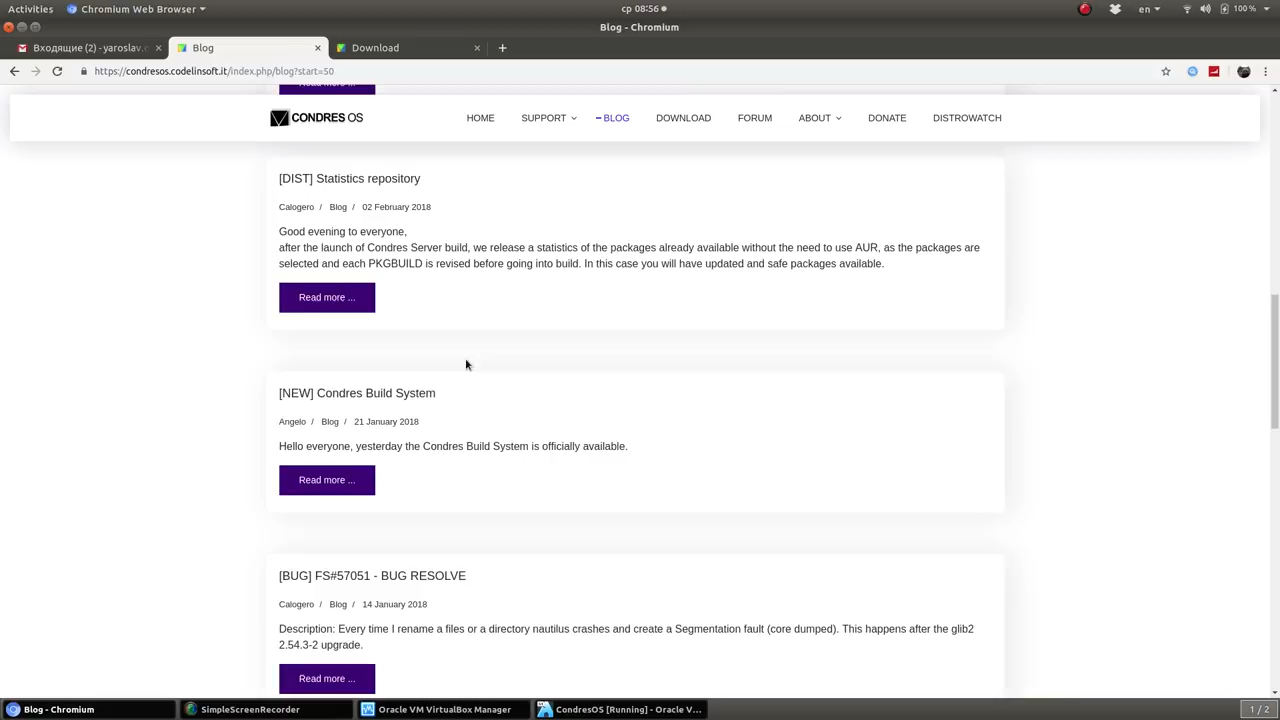 Activities
Chromium Web Browser
ср 08:56
en
100 %
Blog - Chromium
Входящие (2) - yaroslav.
Blog
Download
https://condresos.codelinsoft.it/index.php/blog?start=50
CONDRES OS
HOME
SUPPORT
BLOG
DOWNLOAD
FORUM
ABOUT
DONATE
DISTROWATCH
[DIST] Statistics repository
Calogero / Blog / 02 February 2018
Good evening to everyone,
after the launch of Condres Server build, we release a statistics of the packages already available without the need to use AUR, as the packages are
selected and each PKGBUILD is revised before going into build. In this case you will have updated and safe packages available.
Read more ...
[NEW] Condres Build System
Angelo / Blog / 21 January 2018
Hello everyone, yesterday the Condres Build System is officially available.
Read more ...
[BUG] FS#57051 - BUG RESOLVE
Calogero / Blog / 14 January 2018
Description: Every time I rename a files or a directory nautilus crashes and create a Segmentation fault (core dumped). This happens after the glib2
2.54.3-2 upgrade.
Read more ...
Blog - Chromium
SimpleScreenRecorder
Oracle VM VirtualBox Manager
CondresOS [Running] - Oracle V...
1 / 2